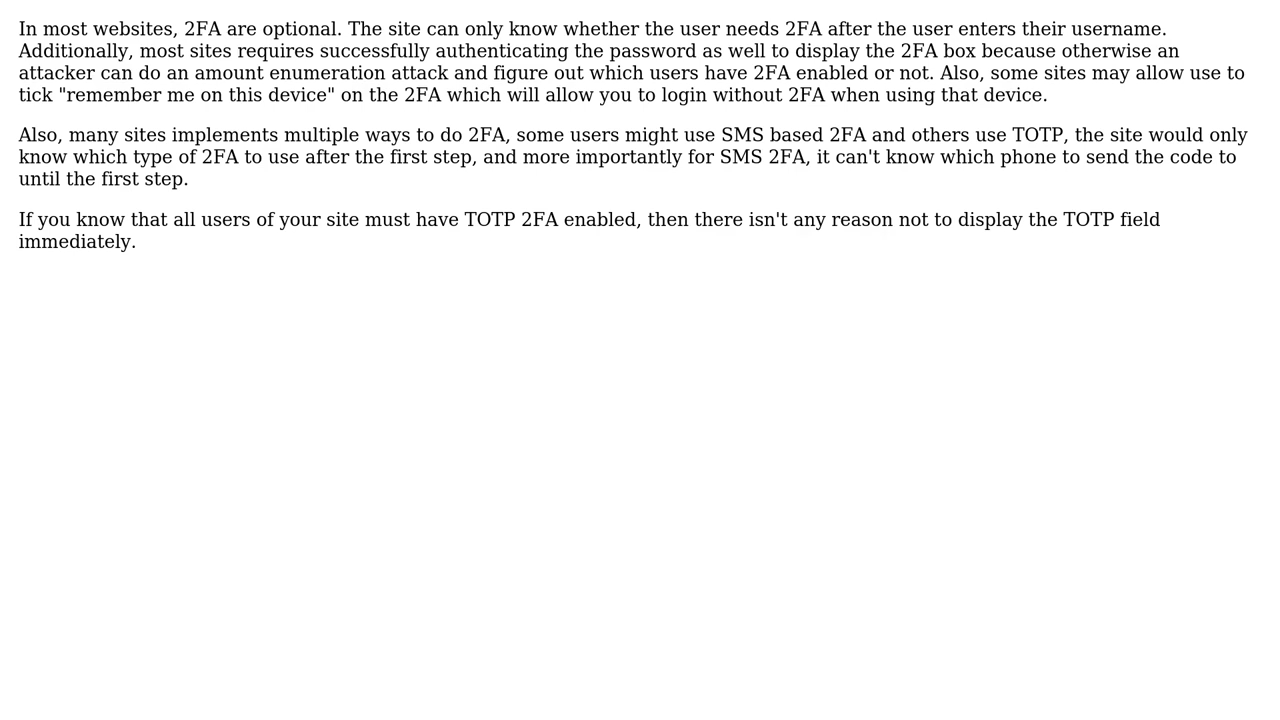 In most websites, 2FA are optional. The site can only know whether the user needs 2FA after the user enters their username.
Additionally, most sites requires successfully authenticating the password as well to display the 2FA box because otherwise an
attacker can do an amount enumeration attack and figure out which users have 2FA enabled or not. Also, some sites may allow use to
tick "remember me on this device" on the 2FA which will allow you to login without 2FA when using that device.
Also, many sites implements multiple ways to do 2FA, some users might use SMS based 2FA and others use TOTP, the site would only
know which type of 2FA to use after the first step, and more importantly for SMS 2FA, it can't know which phone to send the code to
until the first step.
If you know that all users of your site must have TOTP 2FA enabled, then there isn't any reason not to display the TOTP field
immediately.